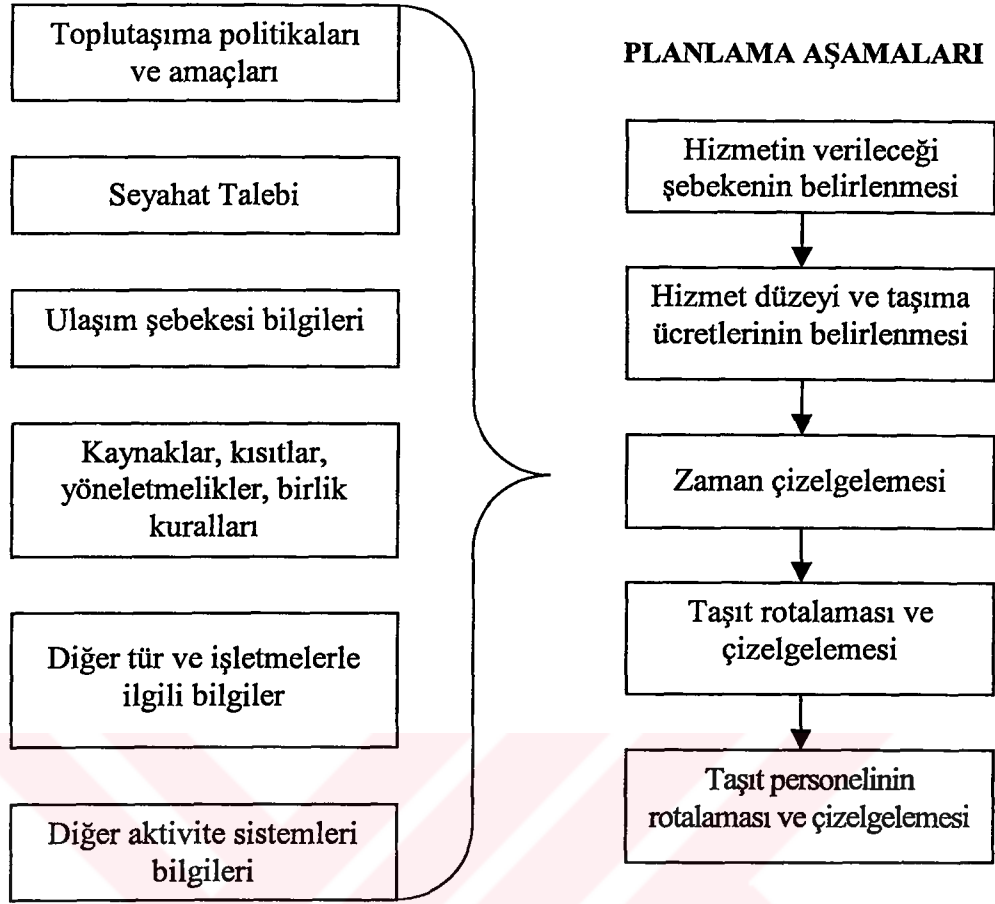 Toplutaşıma politikaları
ve amaçları
Seyahat Talebi
Ulaşım şebekesi bilgileri
Kaynaklar, kısıtlar,
yöneletmelikler, birlik
kuralları
Diğer tür ve işletmelerle
ilgili bilgiler
Diğer aktivite sistemleri
bilgileri
PLANLAMA AŞAMALARI
Hizmetin verileceği
şebekenin belirlenmesi
Hizmet düzeyi ve taşıma
ücretlerinin belirlenmesi
Zaman çizelgelemesi
Taşıt rotalaması ve
çizelgelemesi
Taşıt personelinin
rotalaması ve çizelgelemesi